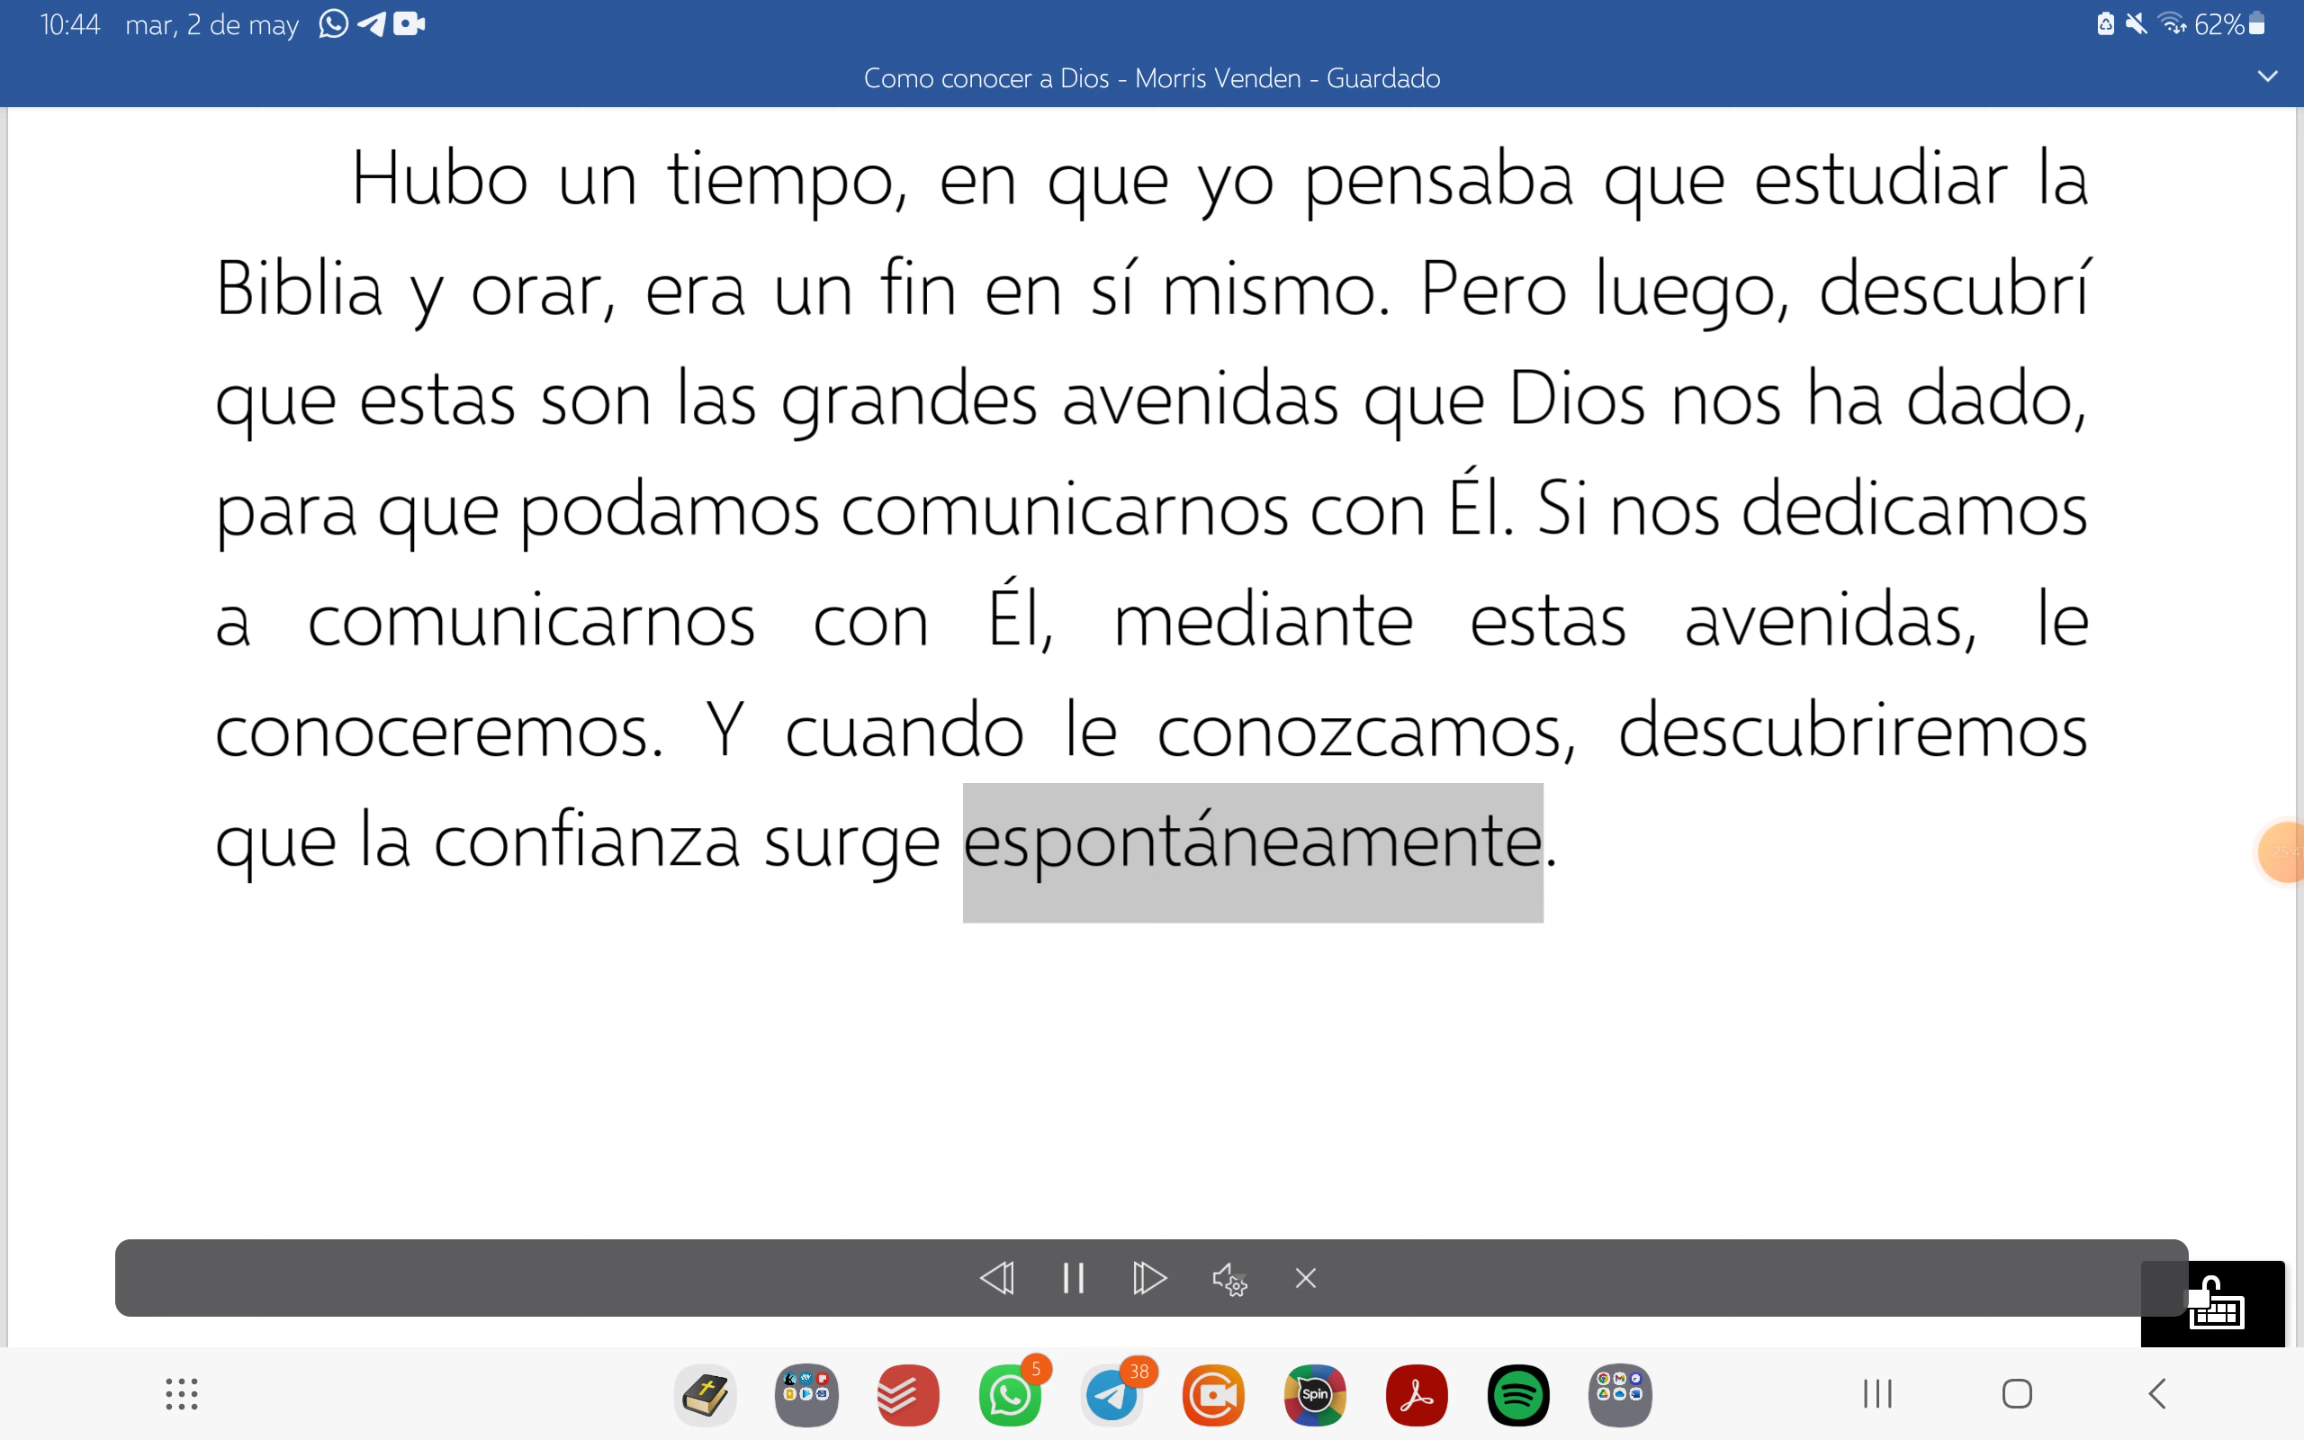 10:44 mar, 2 de may 62%
Como conocer a Dios - Morris Venden - Guardado
Hubo un tiempo, en que yo pensaba que estudiar la
Biblia y orar, era un fin en sí mismo. Pero luego, descubrí
que estas son las grandes avenidas que Dios nos ha dado,
para que podamos comunicarnos con Él. Si nos dedicamos
a comunicarnos con Él, mediante estas avenidas, le
conoceremos. Y cuando le conozcamos, descubriremos
que la confianza surge espontáneamente.
5 38
Spin